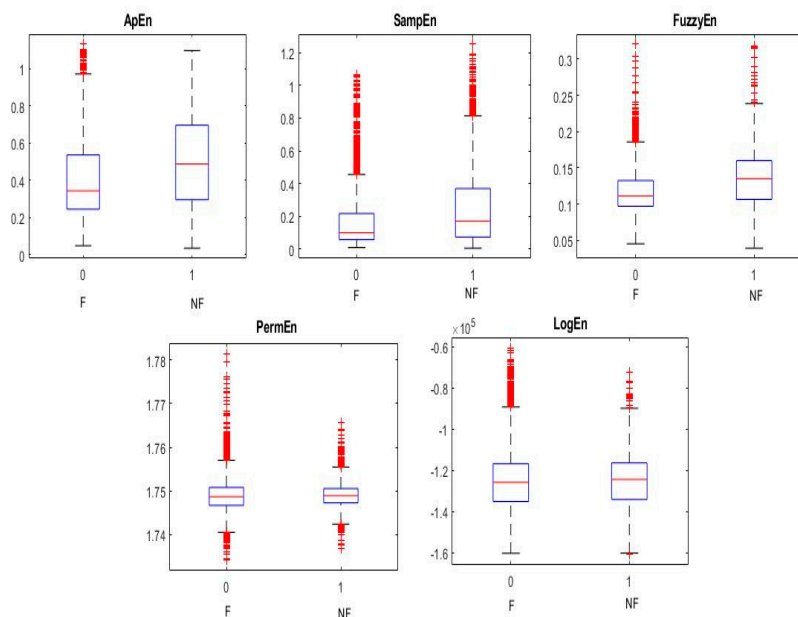 ApEn
1
0.8
0.6
0.4
0.2
0
0
1
F
NF
SampEn
1.2
1
0.8
0.6
0.4
0.2
0
0
1
F
NF
FuzzyEn
0.3
0.25
0.2
0.15
0.1
0.05
0
1
F
NF
PermEn
1.78
1.77
1.76
1.75
1.74
0
1
F
NF
LogEn
×10⁵
-0.6
-0.8
-1
-1.2
-1.4
-1.6
0
1
F
NF